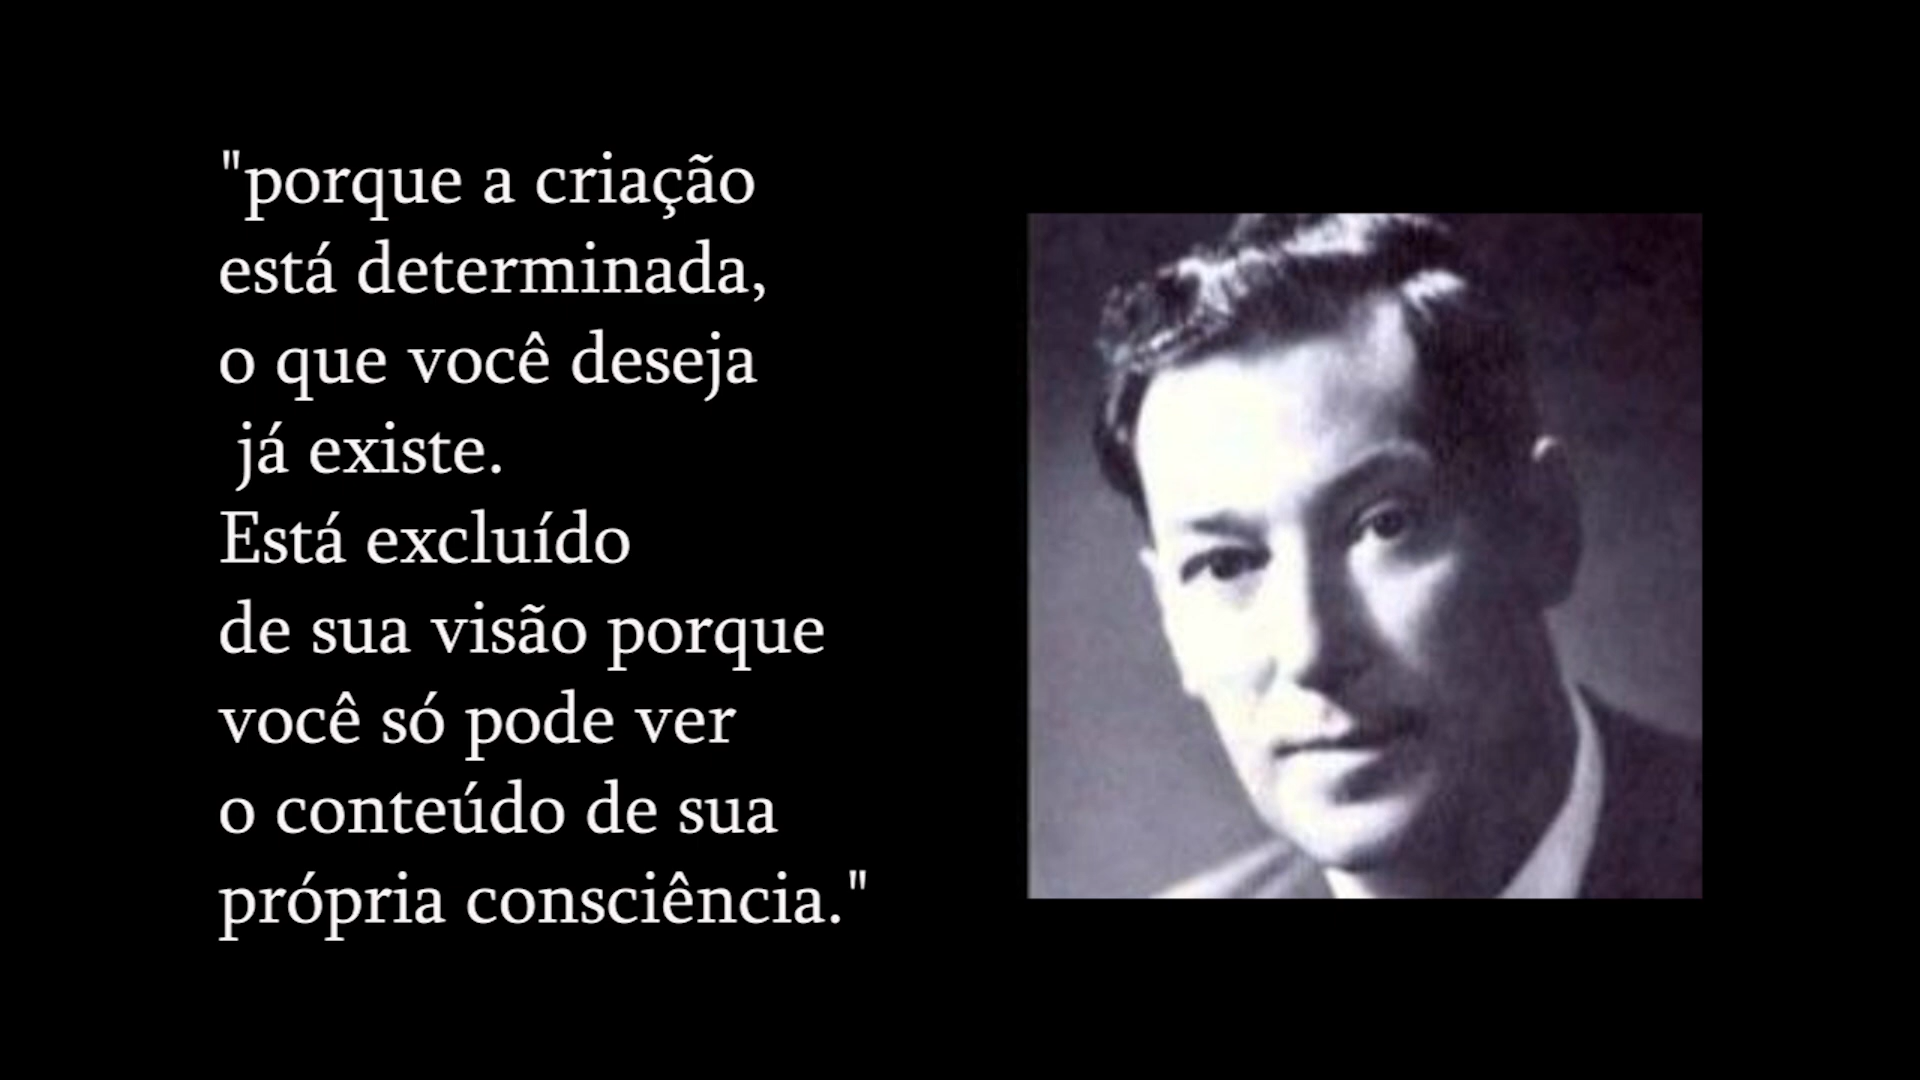 "porque a criação
está determinada,
o que você deseja
já existe.
Está excluído
de sua visão porque
você só pode ver
o conteúdo de sua
própria consciência."